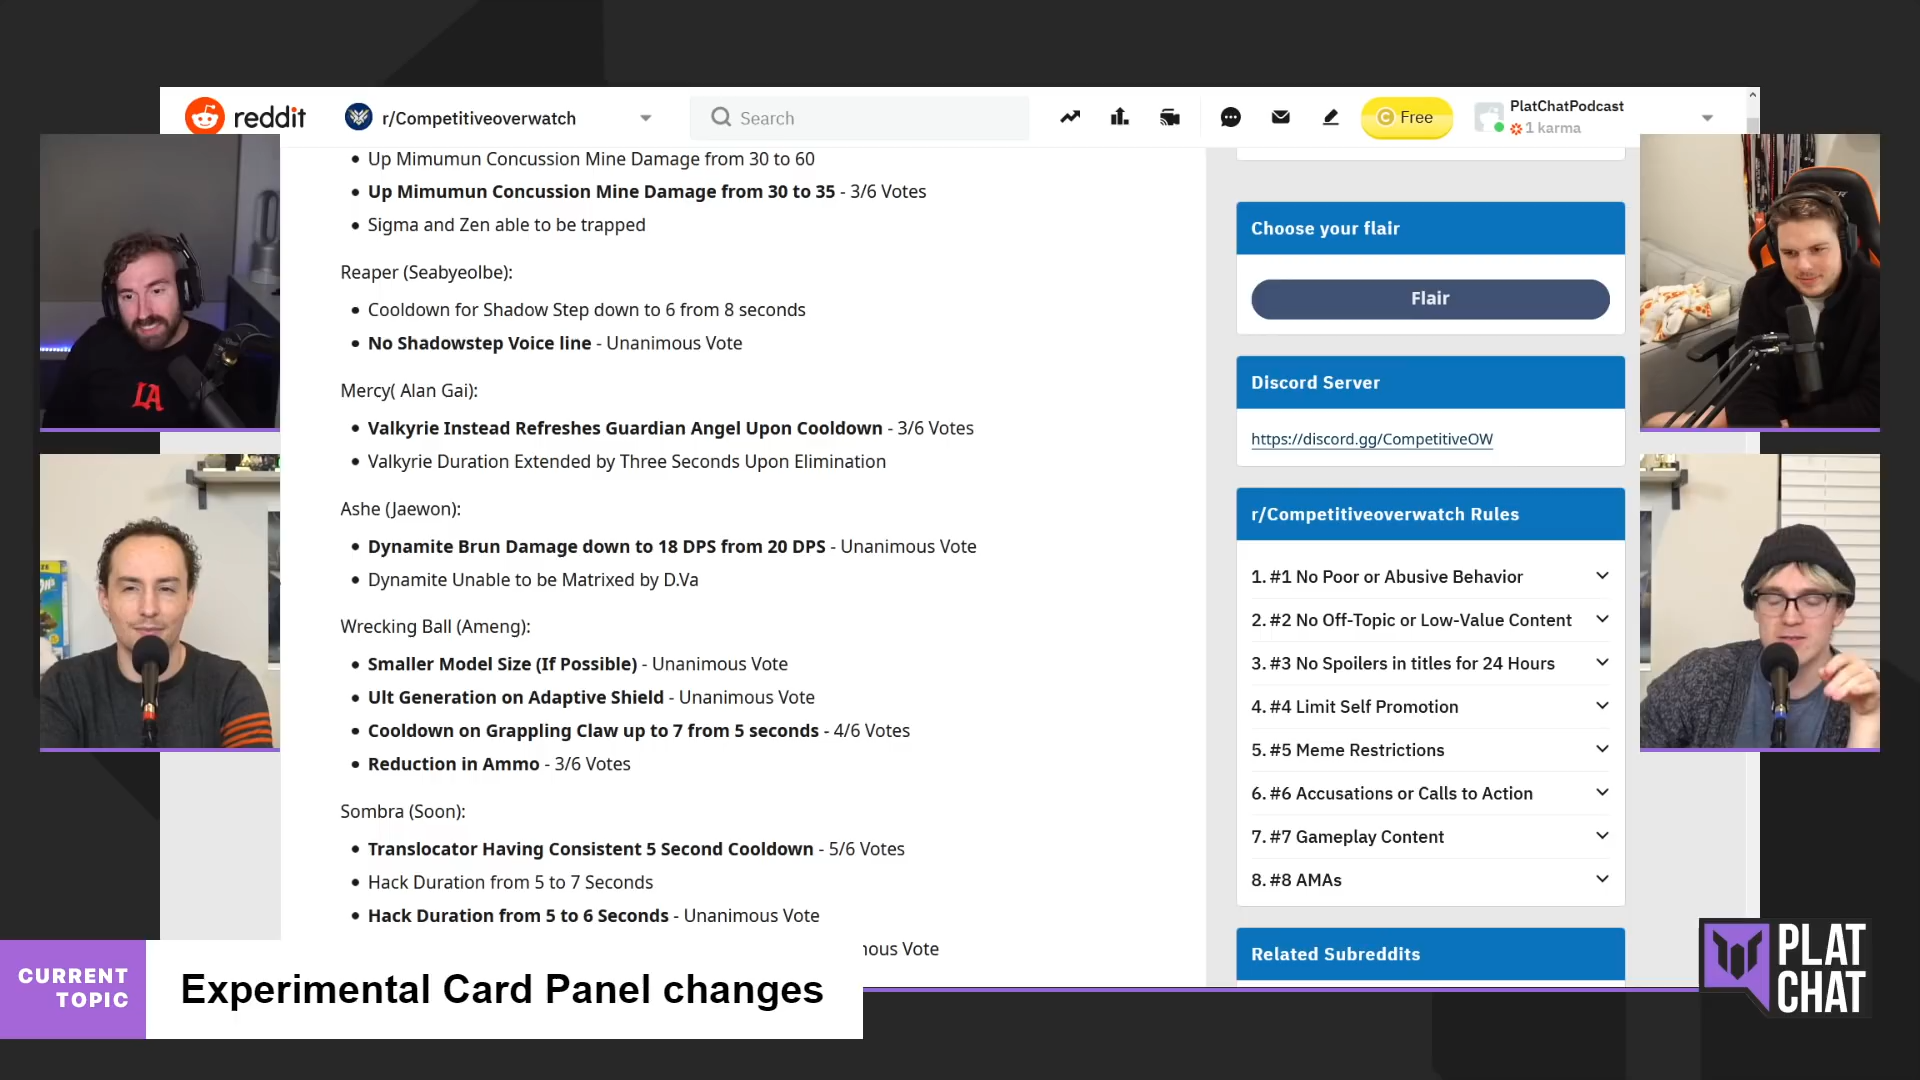 reddit
r/Competitiveoverwatch
Search
Free
PlatChatPodcast
1 karma
Up Mimumun Concussion Mine Damage from 30 to 60
Up Mimumun Concussion Mine Damage from 30 to 35 - 3/6 Votes
Sigma and Zen able to be trapped
Reaper (Seabyeolbe):
Cooldown for Shadow Step down to 6 from 8 seconds
No Shadowstep Voice line - Unanimous Vote
Mercy( Alan Gai):
Valkyrie Instead Refreshes Guardian Angel Upon Cooldown - 3/6 Votes
Valkyrie Duration Extended by Three Seconds Upon Elimination
Ashe (Jaewon):
Dynamite Brun Damage down to 18 DPS from 20 DPS - Unanimous Vote
Dynamite Unable to be Matrixed by D.Va
Wrecking Ball (Ameng):
Smaller Model Size (If Possible) - Unanimous Vote
Ult Generation on Adaptive Shield - Unanimous Vote
Cooldown on Grappling Claw up to 7 from 5 seconds - 4/6 Votes
Reduction in Ammo - 3/6 Votes
Sombra (Soon):
Translocator Having Consistent 5 Second Cooldown - 5/6 Votes
Hack Duration from 5 to 7 Seconds
Hack Duration from 5 to 6 Seconds - Unanimous Vote
nous Vote
Choose your flair
Flair
Discord Server
https://discord.gg/CompetitiveOW
r/Competitiveoverwatch Rules
1. #1 No Poor or Abusive Behavior
2. #2 No Off-Topic or Low-Value Content
3. #3 No Spoilers in titles for 24 Hours
4. #4 Limit Self Promotion
5. #5 Meme Restrictions
6. #6 Accusations or Calls to Action
7. #7 Gameplay Content
8. #8 AMAs
Related Subreddits
LA
CURRENT
TOPIC
Experimental Card Panel changes
PLAT
CHAT